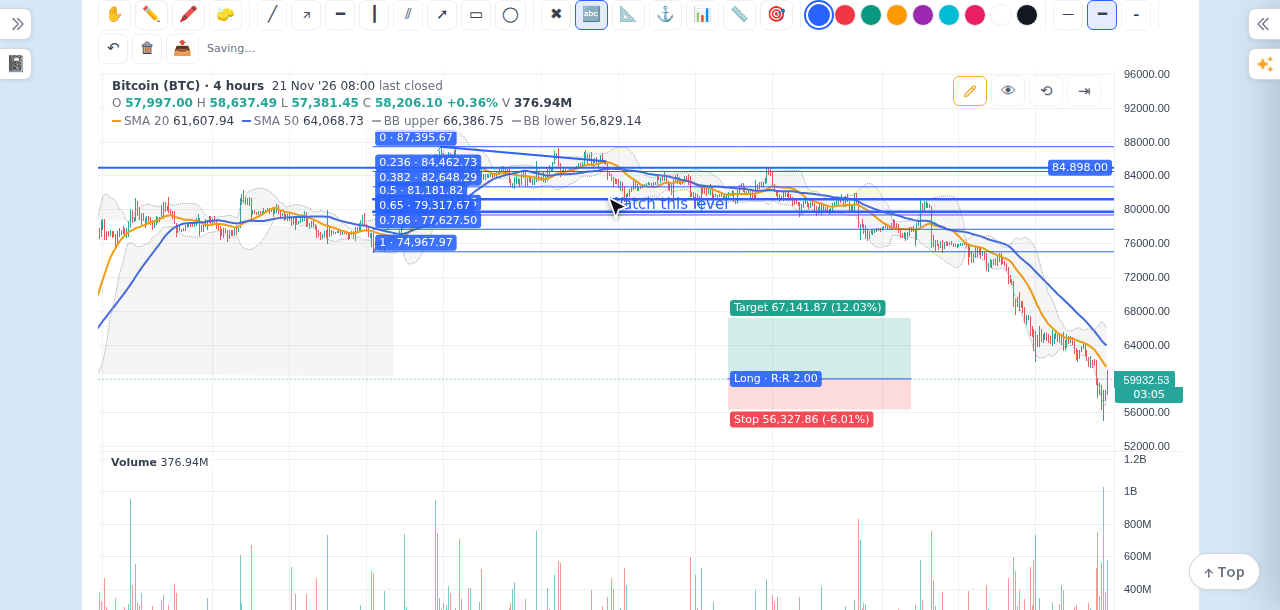 abc
Saving...
Bitcoin (BTC) · 4 hours 21 Nov '26 08:00 last closed
O 57,997.00 H 58,637.49 L 57,381.45 C 58,206.10 +0.36% V 376.94M
SMA 20 61,607.94 SMA 50 64,068.73 BB upper 66,386.75 BB lower 56,829.14
96000.00
92000.00
88000.00
84000.00
80000.00
76000.00
72000.00
68000.00
64000.00
56000.00
52000.00
0 · 87,395.67
0.236 · 84,462.73
0.382 · 82,648.29
0.5 · 81,181.82
0.65 · 79,317.67
0.786 · 77,627.50
1 · 74,967.97
84.898.00
atch this level
Target 67,141.87 (12.03%)
Long · R:R 2.00
Stop 56,327.86 (-6.01%)
59932.53
03:05
Volume 376.94M
1.2B
1B
800M
600M
400M
↑ Top